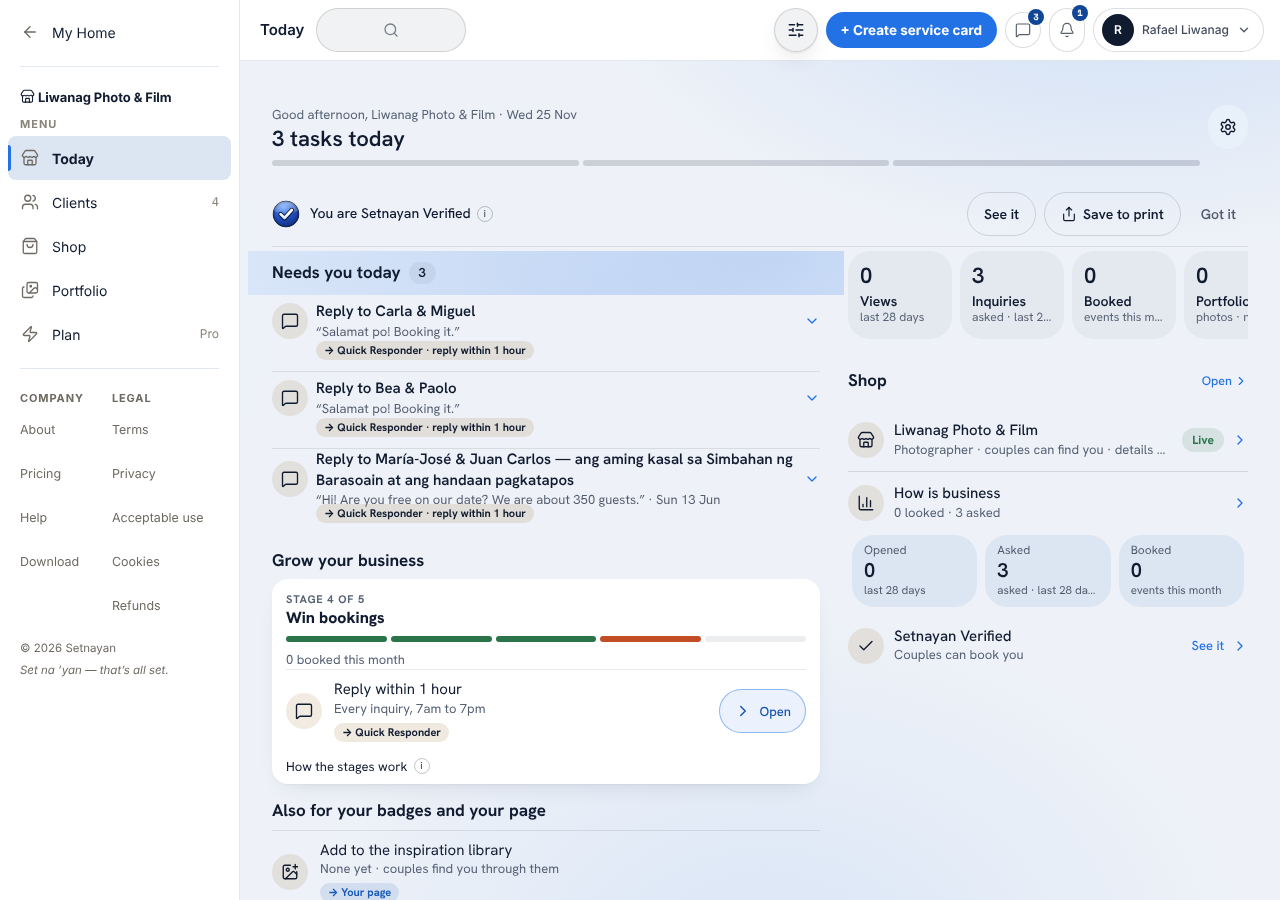 My Home
Liwanag Photo & Film
MENU
Today
Clients 4
Shop
Portfolio
Plan Pro
COMPANY LEGAL
About Terms
Pricing Privacy
Help Acceptable use
Download Cookies
Refunds
© 2026 Setnayan
Set na 'yan — that's all set.
Today
+ Create service card
3
1
R Rafael Liwanag
Good afternoon, Liwanag Photo & Film · Wed 25 Nov
3 tasks today
You are Setnayan Verified i
See it
Save to print
Got it
Needs you today 3
Reply to Carla & Miguel
“Salamat po! Booking it.”
→ Quick Responder · reply within 1 hour
Reply to Bea & Paolo
“Salamat po! Booking it.”
→ Quick Responder · reply within 1 hour
Reply to María-José & Juan Carlos — ang aming kasal sa Simbahan ng
Barasoain at ang handaan pagkatapos
“Hi! Are you free on our date? We are about 350 guests.” · Sun 13 Jun
→ Quick Responder · reply within 1 hour
Grow your business
STAGE 4 OF 5
Win bookings
0 booked this month
Reply within 1 hour
Every inquiry, 7am to 7pm
→ Quick Responder
Open
How the stages work i
Also for your badges and your page
Add to the inspiration library
None yet · couples find you through them
→ Your page
0
Views
last 28 days
3
Inquiries
asked · last 2...
0
Booked
events this m...
0
Portfolio
photos ·
Shop
Open
Liwanag Photo & Film
Photographer · couples can find you · details ...
Live
How is business
0 looked · 3 asked
Opened
0
last 28 days
Asked
3
asked · last 28 da...
Booked
0
events this month
Setnayan Verified
Couples can book you
See it